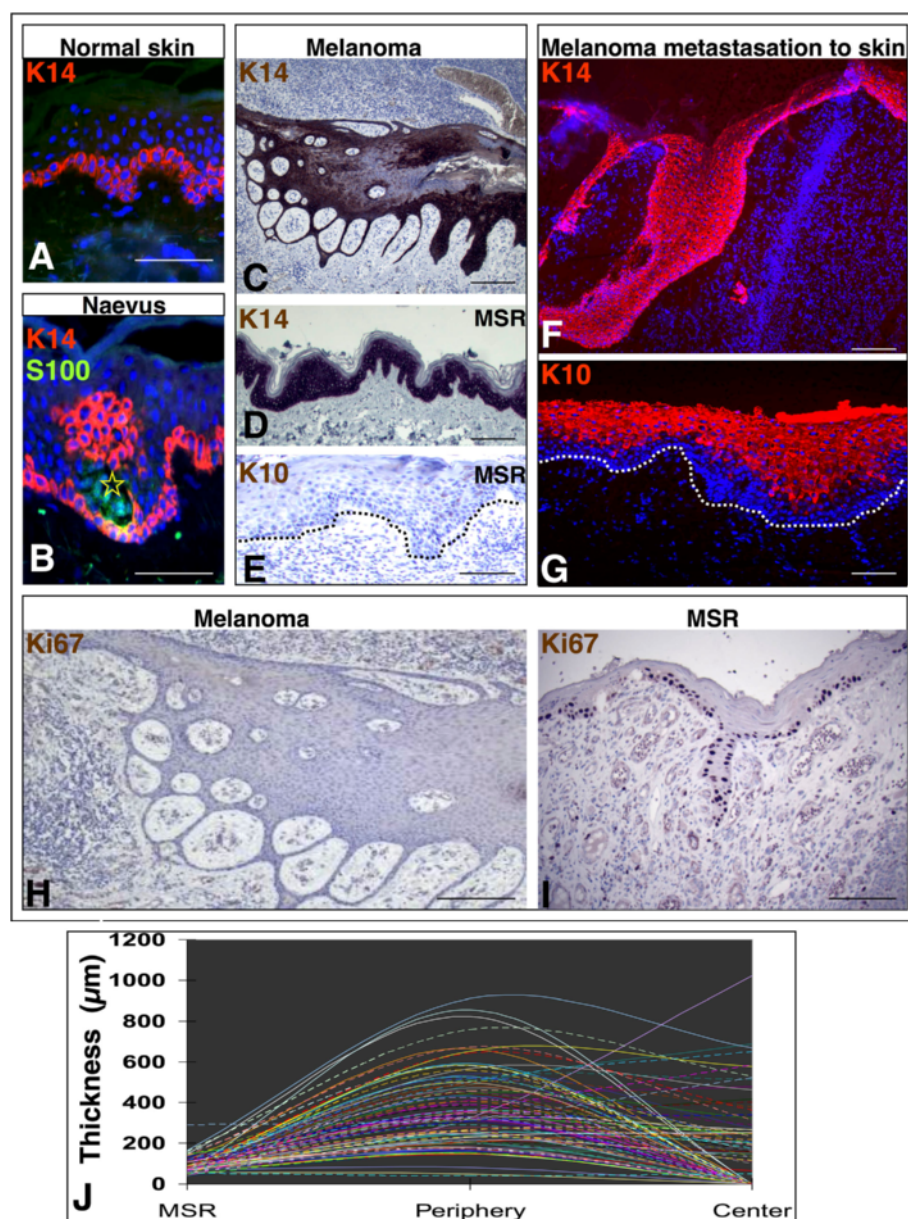 Normal skin
K14
A
Naevus
K14
S100
B
Melanoma
K14
C
K14 MSR
D
K10 MSR
E
Melanoma metastasation to skin
K14
F
K10
G
Melanoma
Ki67
H
MSR
Ki67
I
Thickness (µm)
1200
1000
800
600
400
200
0
J
MSR Periphery Center